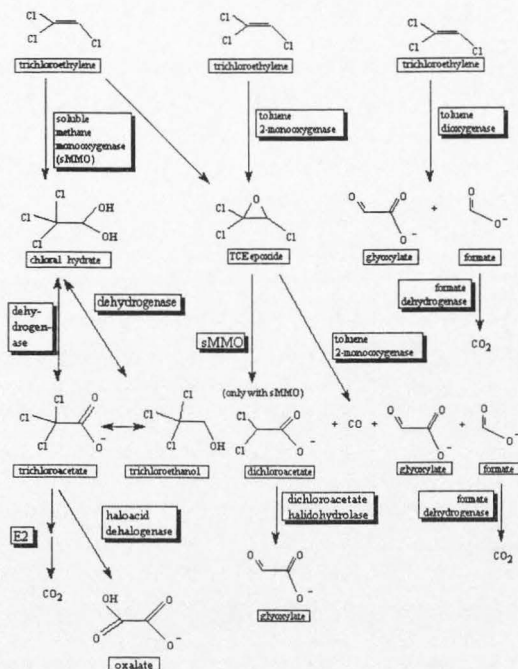 Cl
Cl
Cl
trichloroethylene
Cl
Cl
Cl
trichloroethylene
Cl
Cl
Cl
trichloroethylene
soluble
methane
monooxygenase
(sMMO)
toluene
2-monooxygenase
toluene
dioxygenase
Cl
Cl
Cl
OH
OH
chloral hydrate
O
Cl
Cl
Cl
TCE epoxide
O
O
O⁻
glyoxylate
+
O
O⁻
formate
dehy-
drogen-
ase
dehydrogenase
sMMO
toluene
2-monooxygenase
formate
dehydrogenase
CO₂
(only with sMMO)
Cl
Cl
Cl
O
O⁻
trichloroacetate
Cl
Cl
Cl
OH
trichloroethanol
Cl
Cl
O
O⁻
dichloroacetate
+ CO +
O
O
O⁻
glyoxylate
+
O
O⁻
formate
E2
haloacid
dehalogenase
dichloroacetate
halidohydrolase
formate
dehydrogenase
CO₂
OH
O
O
O⁻
oxalate
O
O
O⁻
glyoxylate
CO₂